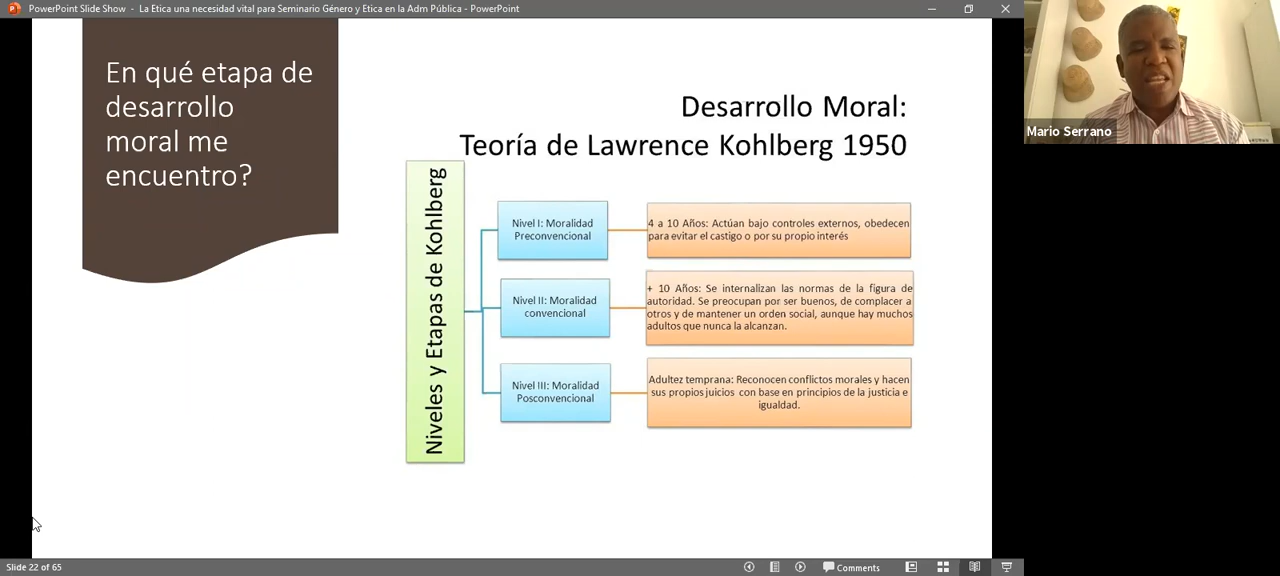 PowerPoint Slide Show - La Etica una necesidad vital para Seminario Género y Etica en la Adm Pública - PowerPoint
En qué etapa de
desarrollo
moral me
encuentro?
Desarrollo Moral:
Teoría de Lawrence Kohlberg 1950
Niveles y Etapas de Kohlberg
Nivel I: Moralidad
Preconvencional
4 a 10 Años: Actúan bajo controles externos, obedecen
para evitar el castigo o por su propio interés
Nivel II: Moralidad
convencional
+ 10 Años: Se internalizan las normas de la figura de
autoridad. Se preocupan por ser buenos, de complacer a
otros y de mantener un orden social, aunque hay muchos
adultos que nunca la alcanzan.
Nivel III: Moralidad
Posconvencional
Adultez temprana: Reconocen conflictos morales y hacen
sus propios juicios con base en principios de la justicia e
igualdad.
Mario Serrano
Slide 22 of 65
Comments